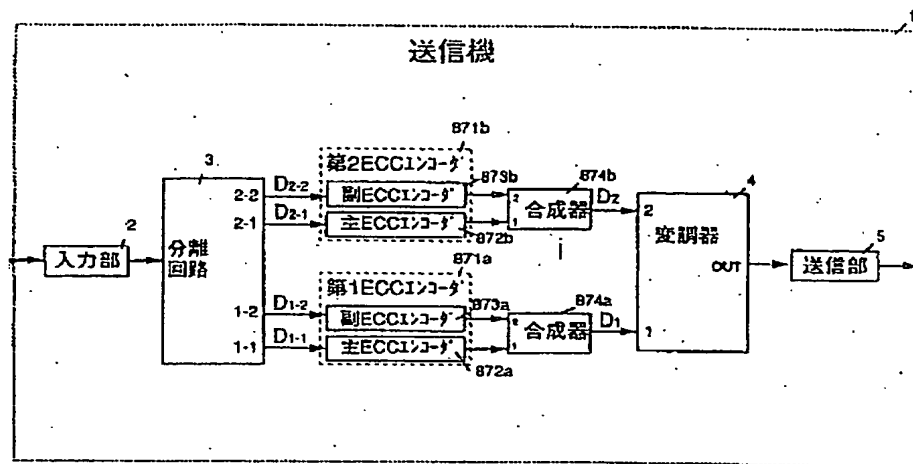 1
送信機
871b
第2ECCエンコーダ
873b
副ECCエンコーダ
主ECCエンコーダ
872b
874b
合成器
2
1
D2
i
3
分離
回路
2-2
2-1
1-2
1-1
D2-2
D2-1
D1-2
D1-1
2
入力部
871a
第1ECCエンコーダ
873a
副ECCエンコーダ
主ECCエンコーダ
872a
874a
合成器
1
D1
4
2
変調器
OUT
1
5
送信部